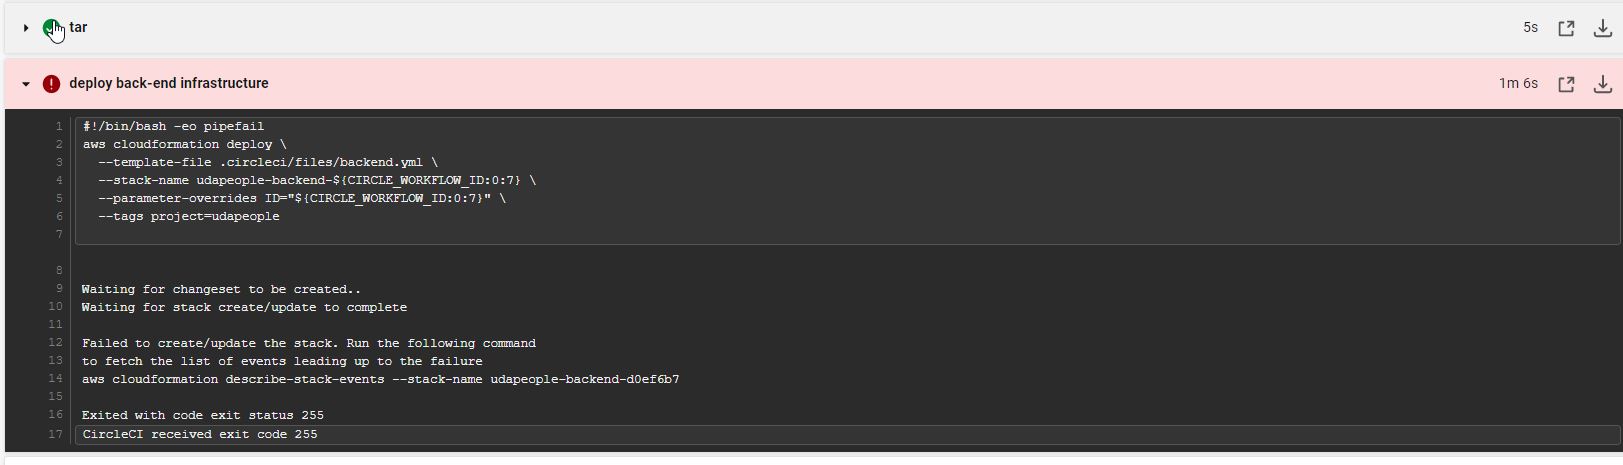 tar 5s
deploy back-end infrastructure 1m 6s
1 #!/bin/bash -eo pipefail
2 aws cloudformation deploy \
3 --template-file .circleci/files/backend.yml \
4 --stack-name udapeople-backend-${CIRCLE_WORKFLOW_ID:0:7} \
5 --parameter-overrides ID="${CIRCLE_WORKFLOW_ID:0:7}" \
6 --tags project=udapeople
7
8
9 Waiting for changeset to be created..
10 Waiting for stack create/update to complete
11
12 Failed to create/update the stack. Run the following command
13 to fetch the list of events leading up to the failure
14 aws cloudformation describe-stack-events --stack-name udapeople-backend-d0ef6b7
15
16 Exited with code exit status 255
17 CircleCI received exit code 255